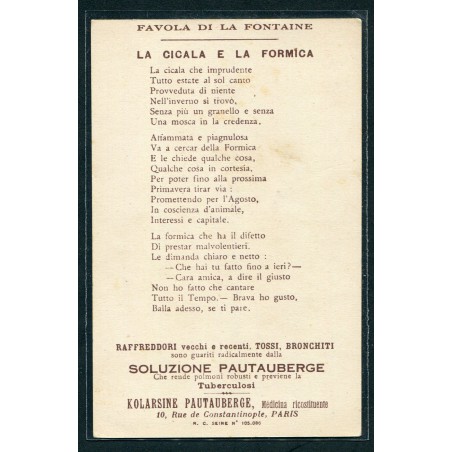 FAVOLA DI LA FONTAINE
LA CICALA E LA FORMICA
La cicala che imprudente
Tutto estate al sol canto
Provveduta di niente
Nell'inverno si trovò,
Senza più un granello e senza
Una mosca in la credenza.
Affammata e piagnulosa
Va a cercar della Formica
E le chiede qualche cosa,
Qualche cosa in cortesia,
Per poter fino alla prossima
Primavera tirar via :
Promettendo per l'Agosto,
In coscienza d'animale,
Interessi e capitale.
La formica che ha il difetto
Di prestar malvolentieri.
Le dimanda chiaro e netto :
— Che hai tu fatto fino a ieri? —
— Cara amica, a dire il giusto
Non ho fatto che cantare
Tutto il Tempo. — Brava ho gusto,
Balla adesso, se ti pare.
RAFFREDDORI vecchi e recenti, TOSSI, BRONCHITI
sono guariti radicalmente dalla
SOLUZIONE PAUTAUBERGE
Che rende polmoni robusti e previene la
Tuberculosi
KOLARSINE PAUTAUBERGE, Médicina ricostituente
10, Rue de Constantinople, PARIS
R. C. SEINE N° 105.880